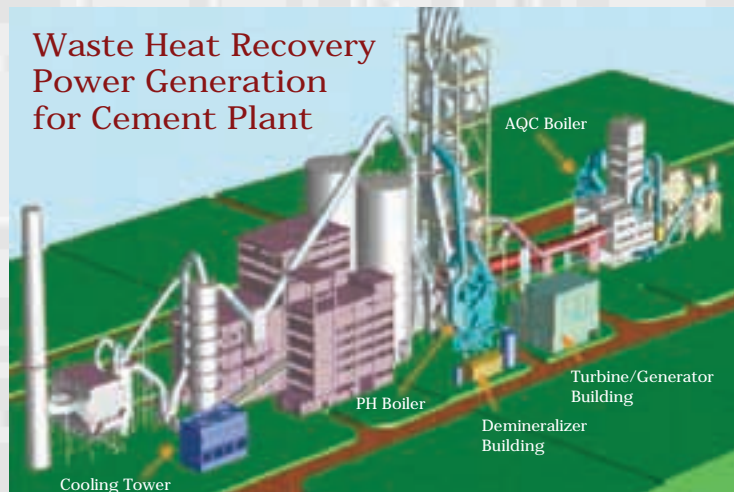 Waste Heat Recovery
Power Generation
for Cement Plant
AQC Boiler
Turbine/Generator
Building
PH Boiler
Demineralizer
Building
Cooling Tower